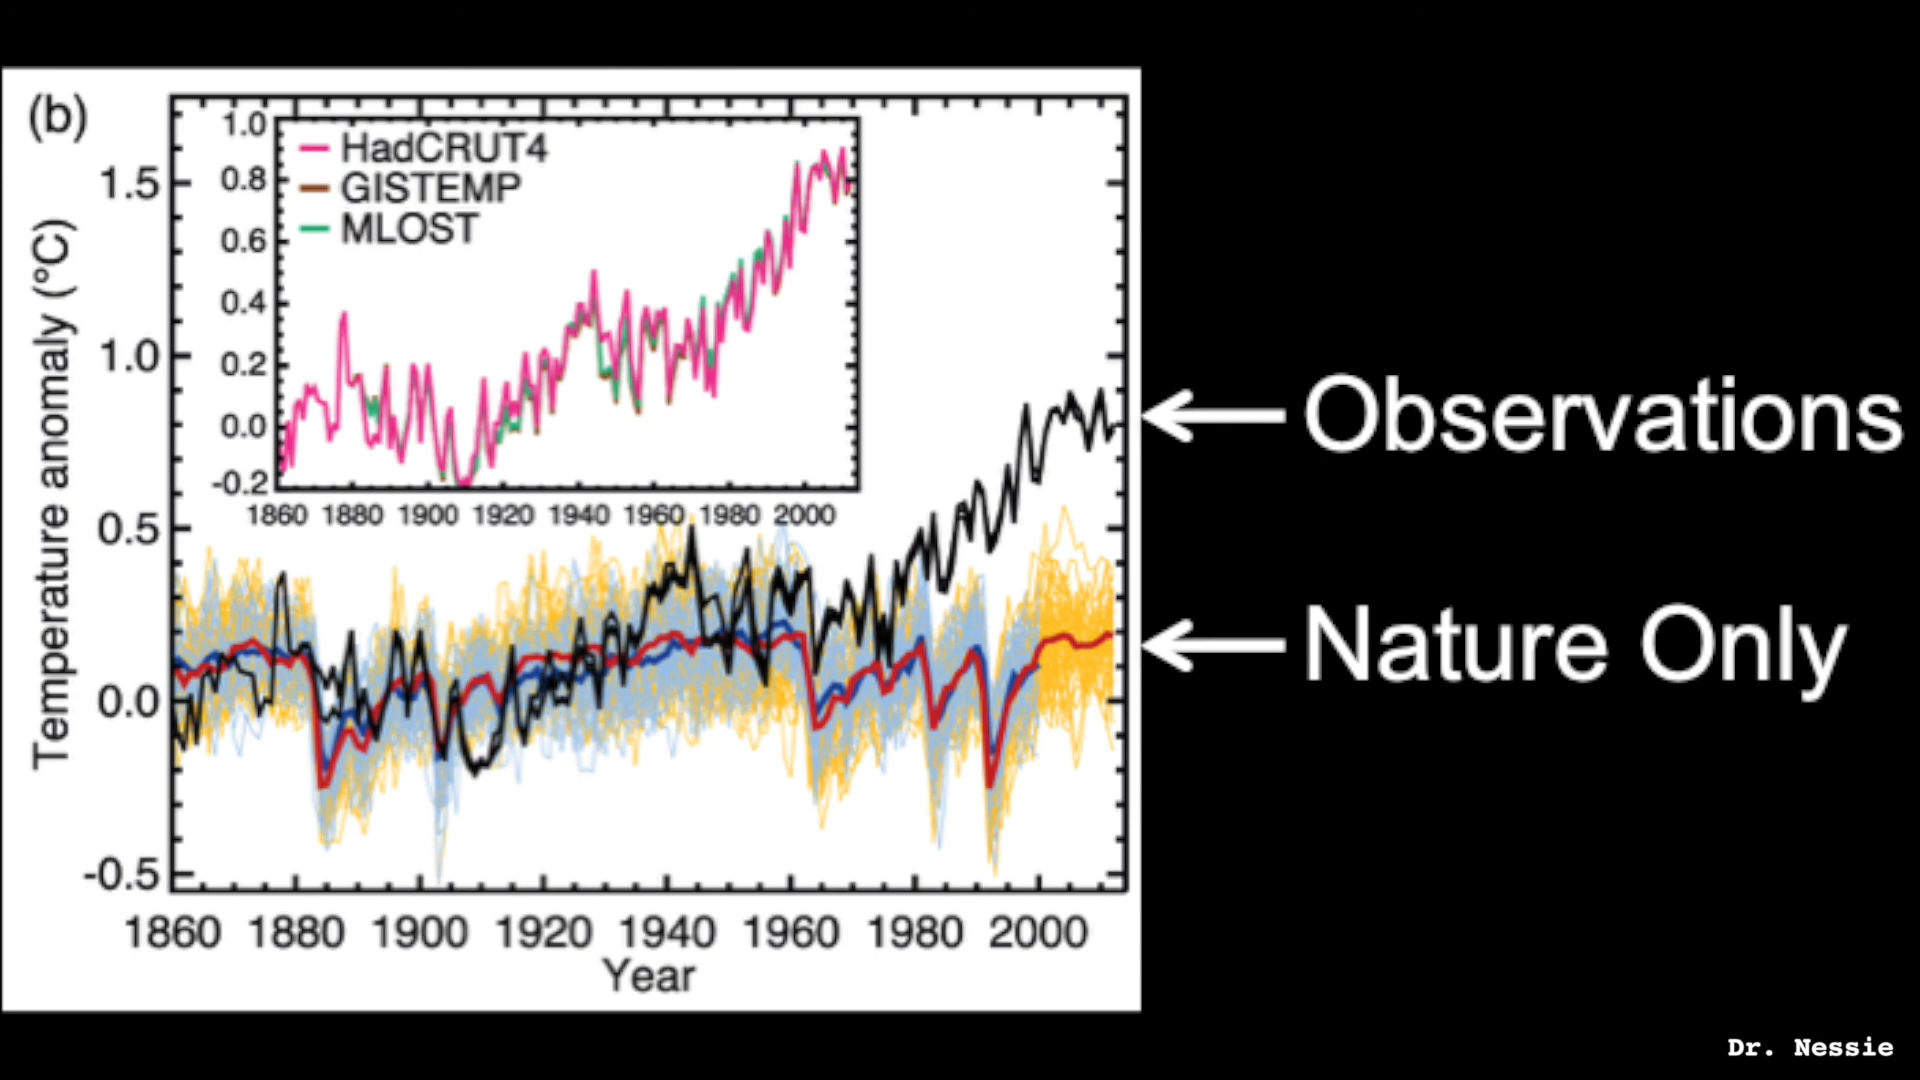 (b)
Temperature anomaly (°C)
1.5
1.0
0.5
0.0
-0.5
1.0
0.8
0.6
0.4
0.2
0.0
-0.2
HadCRUT4
GISTEMP
MLOST
1860 1880 1900 1920 1940 1960 1980 2000
1860 1880 1900 1920 1940 1960 1980 2000
Year
Observations
Nature Only
Dr. Nessie